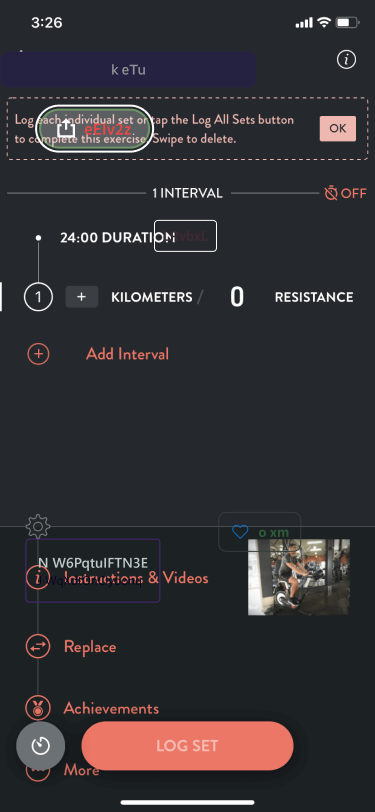 3:26
k eTu
Log each individual set or tap the Log All Sets button
to complete this exercise. Swipe to delete.
OK
eEIv2z
1 INTERVAL
OFF
24:00 DURATION
1
+
KILOMETERS / 0 RESISTANCE
Add Interval
o xm
N W6PqtuIFTN3E
Instructions & Videos
Replace
Achievements
LOG SET
More